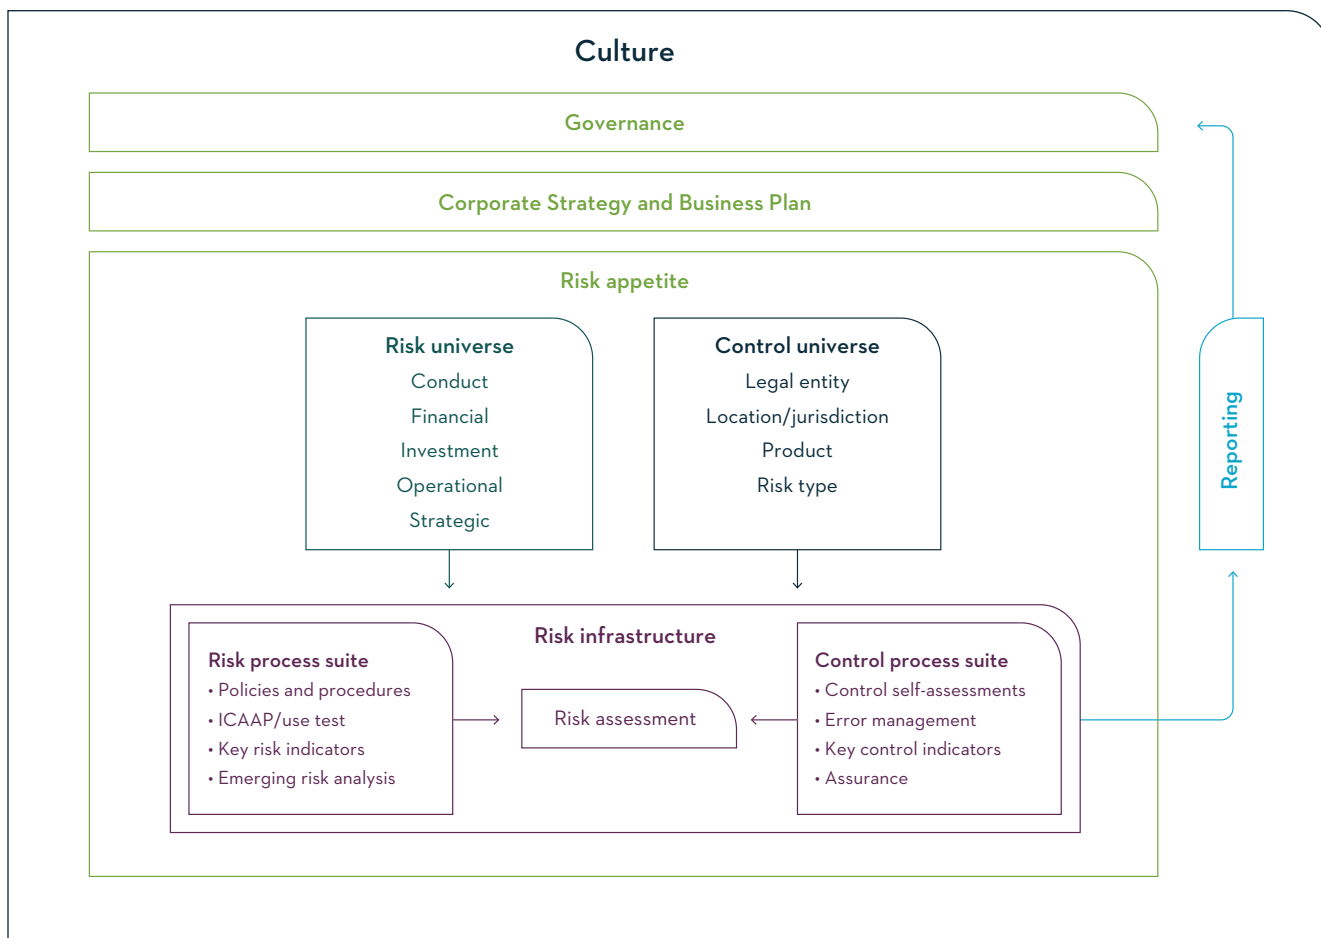 Culture
Governance
Corporate Strategy and Business Plan
Risk appetite
Risk universe
Conduct
Financial
Investment
Operational
Strategic
Control universe
Legal entity
Location/jurisdiction
Product
Risk type
Reporting
Risk infrastructure
Risk process suite
• Policies and procedures
• ICAAP/use test
• Key risk indicators
• Emerging risk analysis
Risk assessment
Control process suite
• Control self-assessments
• Error management
• Key control indicators
• Assurance